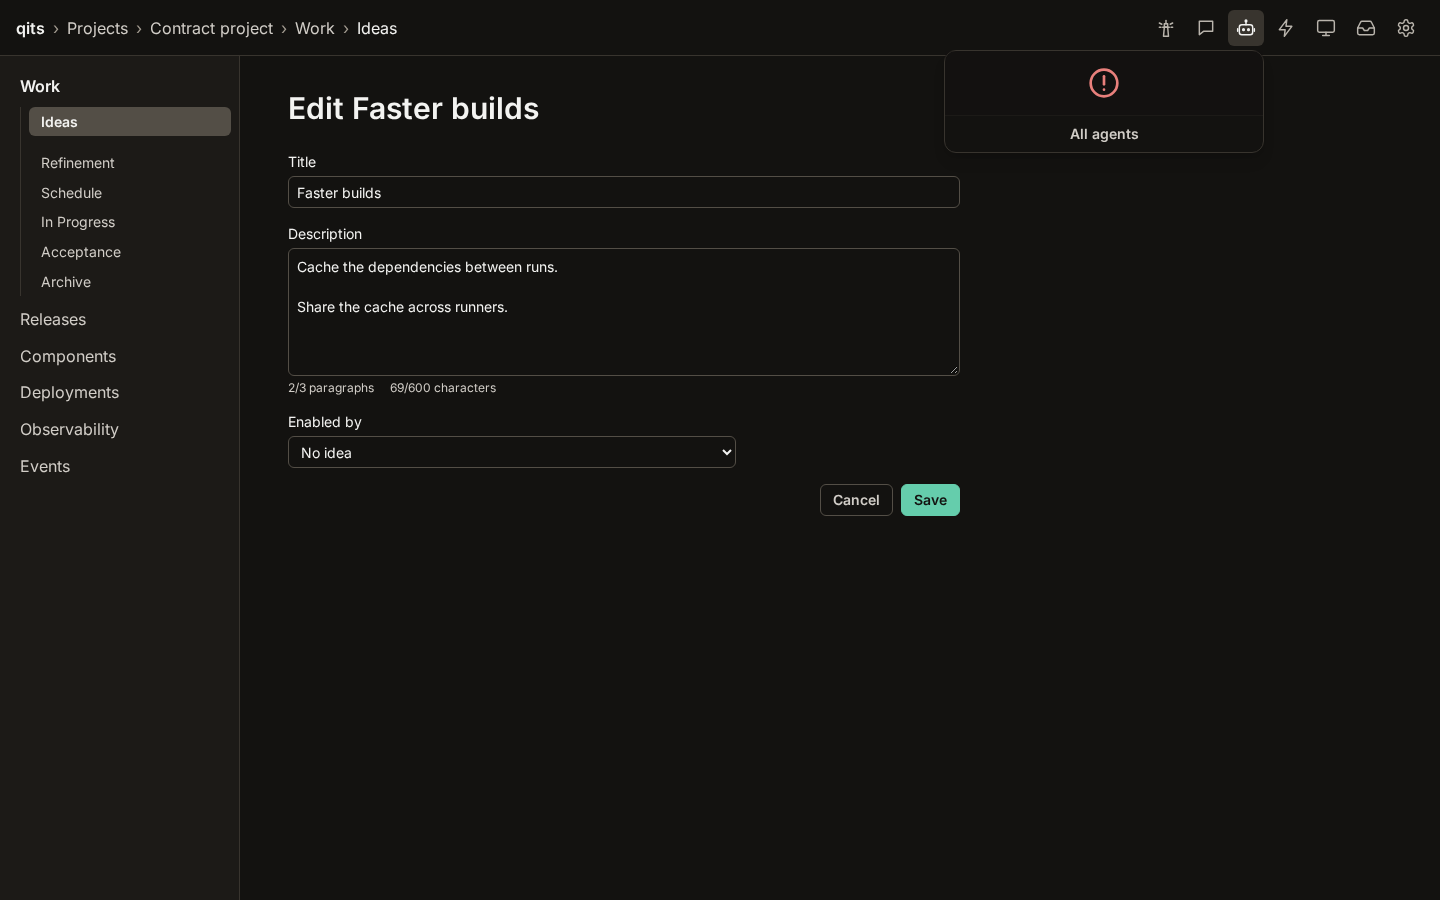 qits › Projects › Contract project › Work › Ideas
All agents
Work
Ideas
Refinement
Schedule
In Progress
Acceptance
Archive
Releases
Components
Deployments
Observability
Events
Edit Faster builds
Title
Faster builds
Description
Cache the dependencies between runs.
Share the cache across runners.
2/3 paragraphs 69/600 characters
Enabled by
No idea
Cancel Save